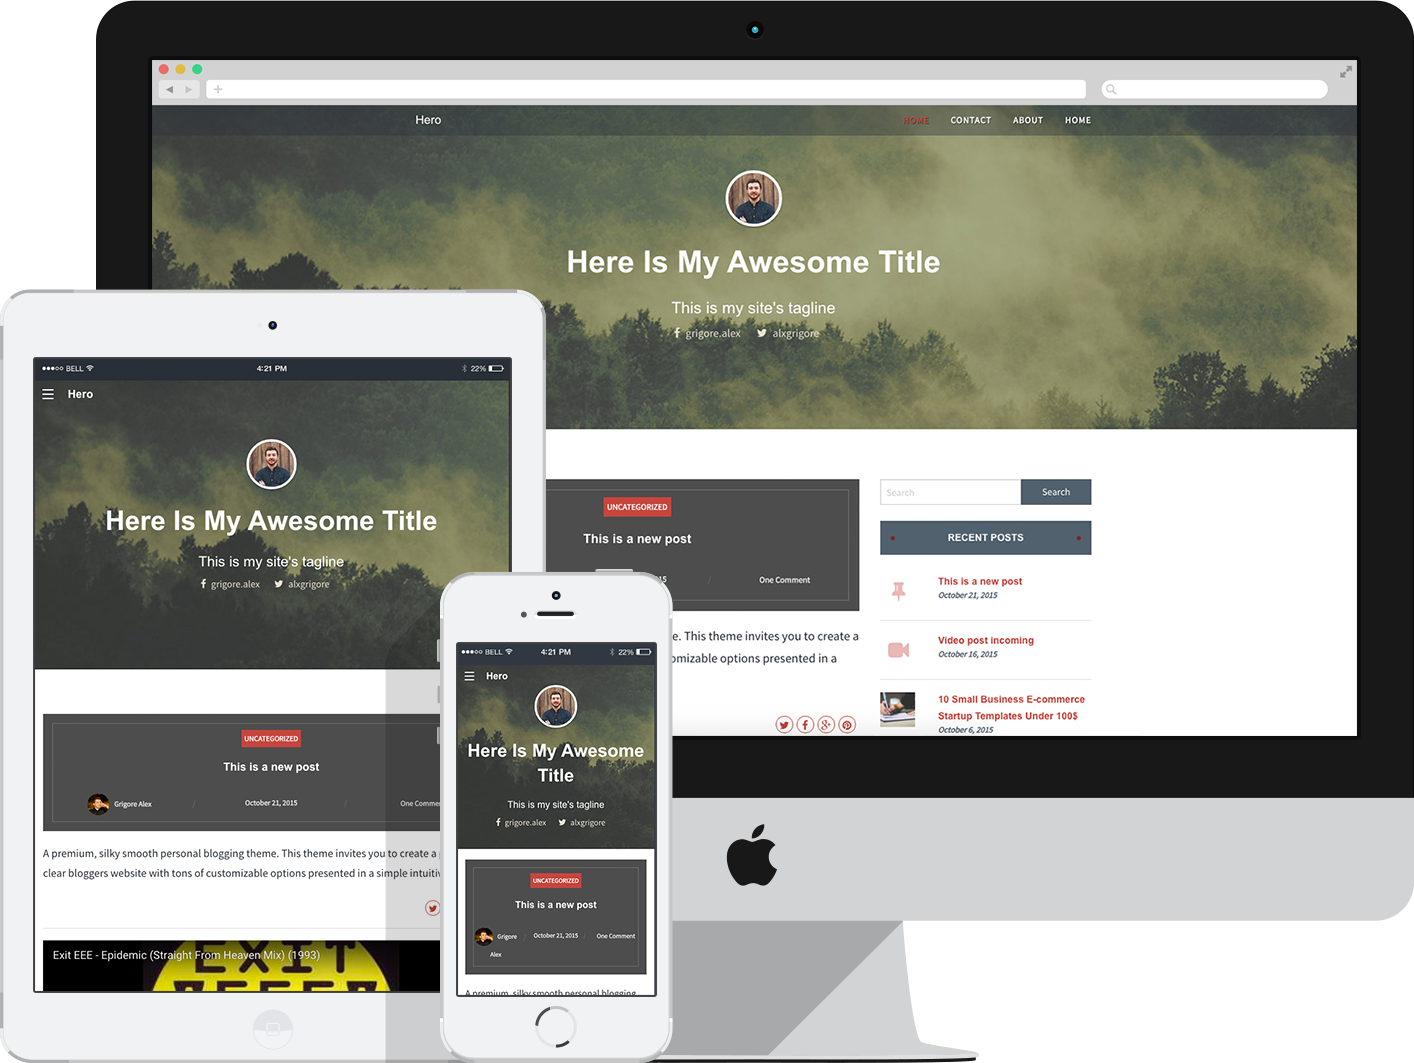 Hero
HOME CONTACT ABOUT HOME
Here Is My Awesome Title
This is my site's tagline
grigore.alex alxgrigore
UNCATEGORIZED
This is a new post
15 / One Comment
e. This theme invites you to create a
omizable options presented in a
Search Search
RECENT POSTS
This is a new post
October 21, 2015
Video post incoming
October 16, 2015
10 Small Business E-commerce
Startup Templates Under 100$
October 6, 2015
BELL 4:21 PM 22%
Hero
Here Is My Awesome Title
This is my site's tagline
grigore.alex alxgrigore
UNCATEGORIZED
This is a new post
Grigore Alex / October 21, 2015 / One Comme
A premium, silky smooth personal blogging theme. This theme invites you to create a
clear bloggers website with tons of customizable options presented in a simple intuitiv
Exit EEE - Epidemic (Straight From Heaven Mix) (1993)
EXIT
BELL 4:21 PM 22%
Hero
Here Is My Awesome
Title
This is my site's tagline
grigore.alex alxgrigore
UNCATEGORIZED
This is a new post
Grigore / October 21, 2015 / One Comment
Alex
A premium, silky smooth personal blogging